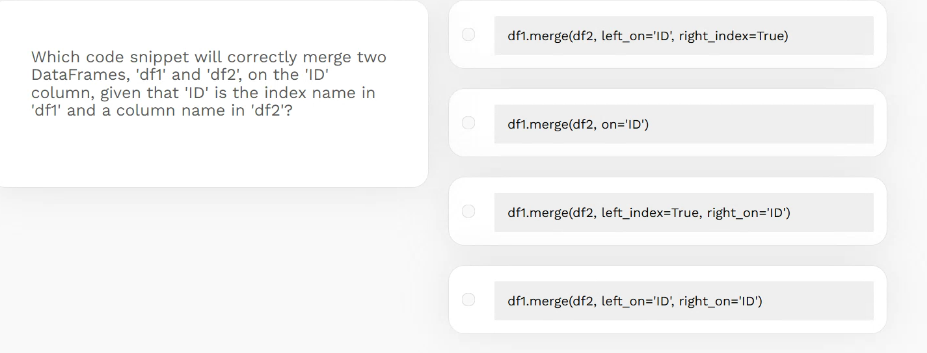 Which code snippet will correctly merge two
DataFrames, 'df1' and 'df2', on the 'ID'
column, given that 'ID' is the index name in
'df1' and a column name in 'df2'?
df1.merge(df2, left_on='ID', right_index=True)
df1.merge(df2, on='ID')
df1.merge(df2, left_index=True, right_on='ID')
df1.merge(df2, left_on='ID', right_on='ID')